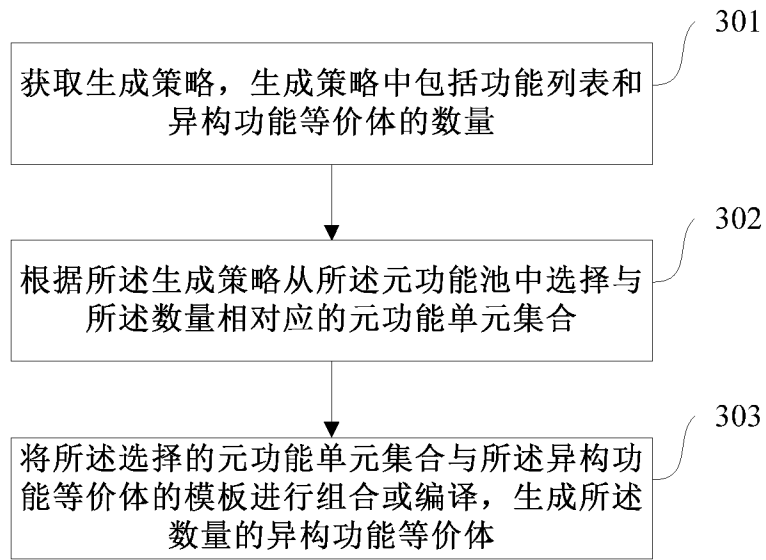 301
获取生成策略，生成策略中包括功能列表和
异构功能等价体的数量
302
根据所述生成策略从所述元功能池中选择与
所述数量相对应的元功能单元集合
303
将所述选择的元功能单元集合与所述异构功
能等价体的模板进行组合或编译，生成所述
数量的异构功能等价体